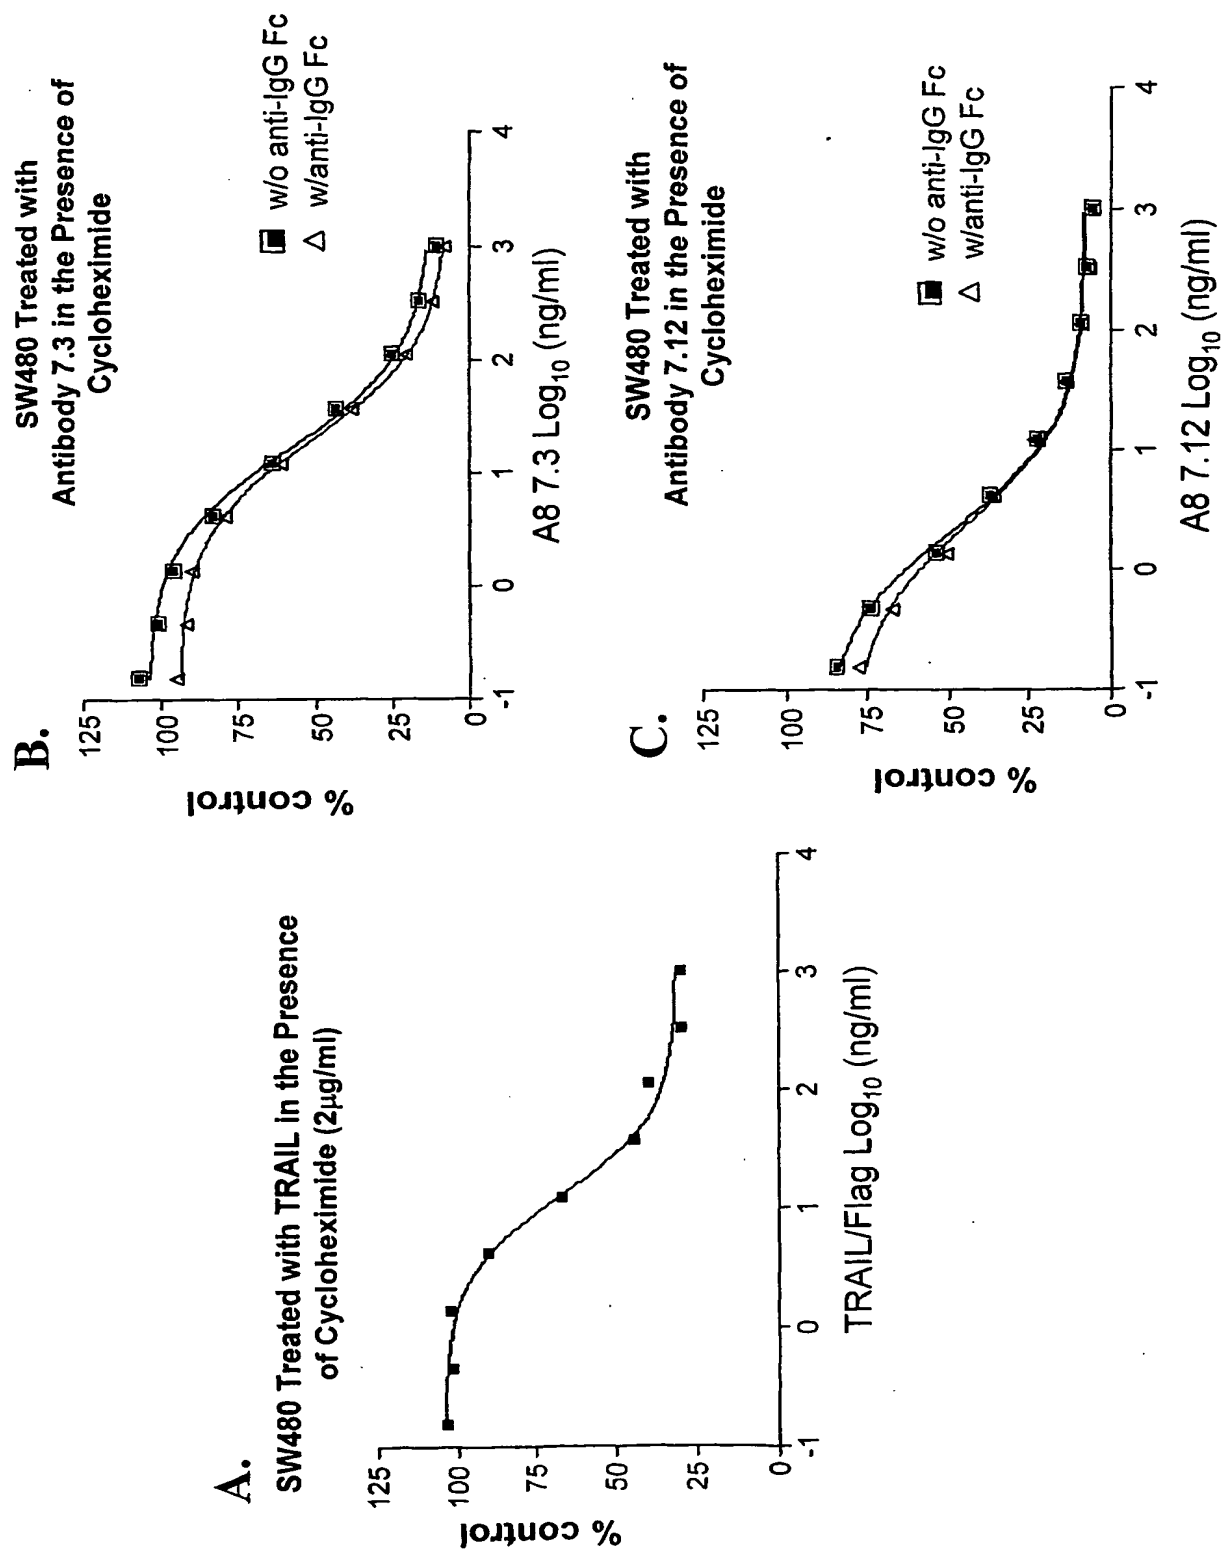 A.
SW480 Treated with TRAIL in the Presence
of Cycloheximide (2µg/ml)
% control
125
100
75
50
25
0
-1
0
1
2
3
4
TRAIL/Flag Log10 (ng/ml)
B.
SW480 Treated with
Antibody 7.3 in the Presence of
Cycloheximide
w/o anti-IgG Fc
w/anti-IgG Fc
% control
125
100
75
50
25
0
-1
0
1
2
3
4
A8 7.3 Log10 (ng/ml)
C.
SW480 Treated with
Antibody 7.12 in the Presence of
Cycloheximide
w/o anti-IgG Fc
w/anti-IgG Fc
% control
125
100
75
50
25
0
-1
0
1
2
3
4
A8 7.12 Log10 (ng/ml)